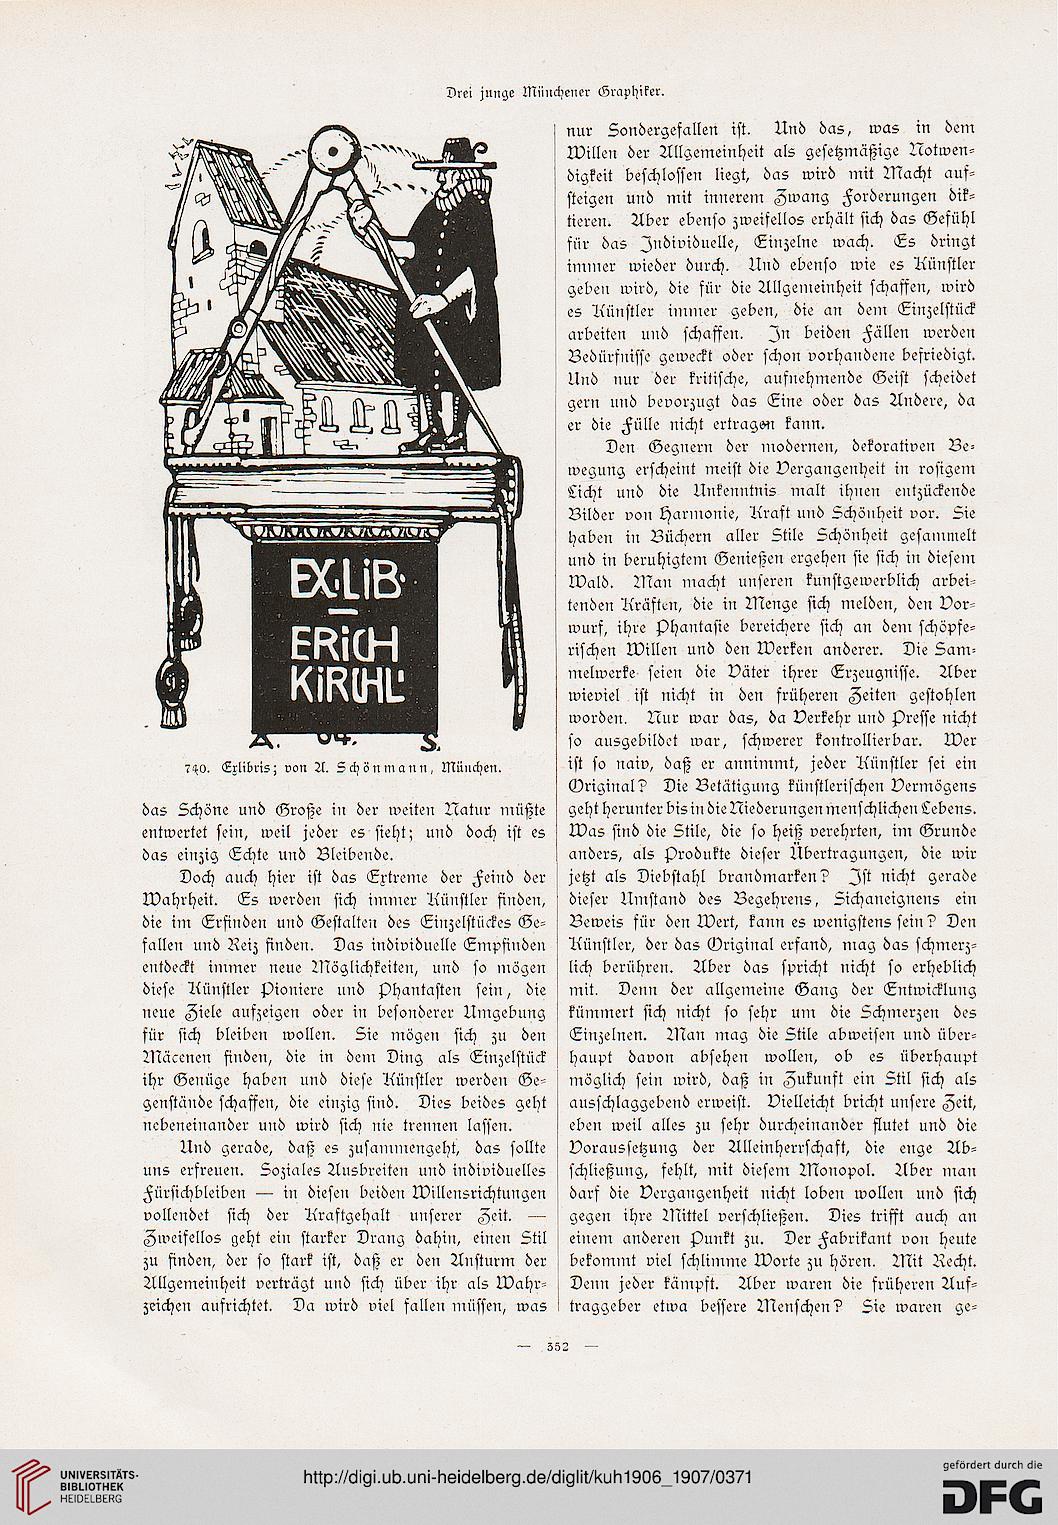 Drei junge Münchener Graphiker.
EX·LiB·
—
ERiCH
KiRCHL'
A. 04. S.
740. Exlibris; von A. Schönmann, München.
das Schöne und Große in der weiten Natur müßte
entwertet sein, weil jeder es sieht; und doch ist es
das einzig Echte und Bleibende.
Doch auch hier ist das Extreme der Feind der
Wahrheit. Es werden sich immer Künstler finden,
die im Erfinden und Gestalten des Einzelstückes Ge-
fallen und Reiz finden. Das individuelle Empfinden
entdeckt immer neue Möglichkeiten, und so mögen
diese Künstler Pioniere und Phantasten sein, die
neue Ziele aufzeigen oder in besonderer Umgebung
für sich bleiben wollen. Sie mögen sich zu den
Mäcenen finden, die in dem Ding als Einzelstück
ihr Genüge haben und diese Künstler werden Ge-
genstände schaffen, die einzig sind. Dies beides geht
nebeneinander und wird sich nie trennen lassen.
Und gerade, daß es zusammengeht, das sollte
uns erfreuen. Soziales Ausbreiten und individuelles
Fürsichbleiben — in diesen beiden Willensrichtungen
vollendet sich der Kraftgehalt unserer Zeit. —
Zweifellos geht ein starker Drang dahin, einen Stil
zu finden, der so stark ist, daß er den Ansturm der
Allgemeinheit verträgt und sich über ihr als Wahr-
zeichen aufrichtet. Da wird viel fallen müssen, was
nur Sondergefallen ist. Und das, was in dem
Willen der Allgemeinheit als gesetzmäßige Notwen-
digkeit beschlossen liegt, das wird mit Macht auf-
steigen und mit innerem Zwang Forderungen dik-
tieren. Aber ebenso zweifellos erhält sich das Gefühl
für das Individuelle, Einzelne wach. Es dringt
immer wieder durch. Und ebenso wie es Künstler
geben wird, die für die Allgemeinheit schaffen, wird
es Künstler immer geben, die an dem Einzelstück
arbeiten und schaffen. In beiden Fällen werden
Bedürfnisse geweckt oder schon vorhandene befriedigt.
Und nur der kritische, aufnehmende Geist scheidet
gern und bevorzugt das Eine oder das Andere, da
er die Fülle nicht ertragen kann.
Den Gegnern der modernen, dekorativen Be-
wegung erscheint meist die Vergangenheit in rosigem
Licht und die Unkenntnis malt ihnen entzückende
Bilder von Harmonie, Kraft und Schönheit vor. Sie
haben in Büchern aller Stile Schönheit gesammelt
und in beruhigtem Genießen ergehen sie sich in diesem
Wald. Man macht unseren kunstgewerblich arbei-
tenden Kräften, die in Menge sich melden, den Vor-
wurf, ihre Phantasie bereichere sich an dem schöpfe-
rischen Willen und den Werken anderer. Die Sam-
melwerke seien die Väter ihrer Erzeugnisse. Aber
wieviel ist nicht in den früheren Zeiten gestohlen
worden. Nur war das, da Verkehr und Presse nicht
so ausgebildet war, schwerer kontrollierbar. Wer
ist so naiv, daß er annimmt, jeder Künstler sei ein
Original? Die Betätigung künstlerischen Vermögens
geht herunter bis in die Niederungen menschlichen Lebens.
Was sind die Stile, die so heiß verehrten, im Grunde
anders, als Produkte dieser Übertragungen, die wir
jetzt als Diebstahl brandmarken? Ist nicht gerade
dieser Umstand des Begehrens, Sichaneignens ein
Beweis für den Wert, kann es wenigstens sein? Den
Künstler, der das Original erfand, mag das schmerz-
lich berühren. Aber das spricht nicht so erheblich
mit. Denn der allgemeine Gang der Entwicklung
kümmert sich nicht so sehr um die Schmerzen des
Einzelnen. Man mag die Stile abweisen und über-
haupt davon absehen wollen, ob es überhaupt
möglich sein wird, daß in Zukunft ein Stil sich als
ausschlaggebend erweist. Vielleicht bricht unsere Zeit,
eben weil alles zu sehr durcheinander flutet und die
Voraussetzung der Alleinherrschaft, die enge Ab-
schließung, fehlt, mit diesem Monopol. Aber man
darf die Vergangenheit nicht loben wollen und sich
gegen ihre Mittel verschließen. Dies trifft auch an
einem anderen Punkt zu. Der Fabrikant von heute
bekommt viel schlimme Worte zu hören. Mit Recht.
Denn jeder kämpft. Aber waren die früheren Auf-
traggeber etwa bessere Menschen? Sie waren ge-
— 352 —
UNIVERSITÄTS-
BIBLIOTHEK
HEIDELBERG
http://digi.ub.uni-heidelberg.de/diglit/kuh1906_1907/0371
gefördert durch die
DFG